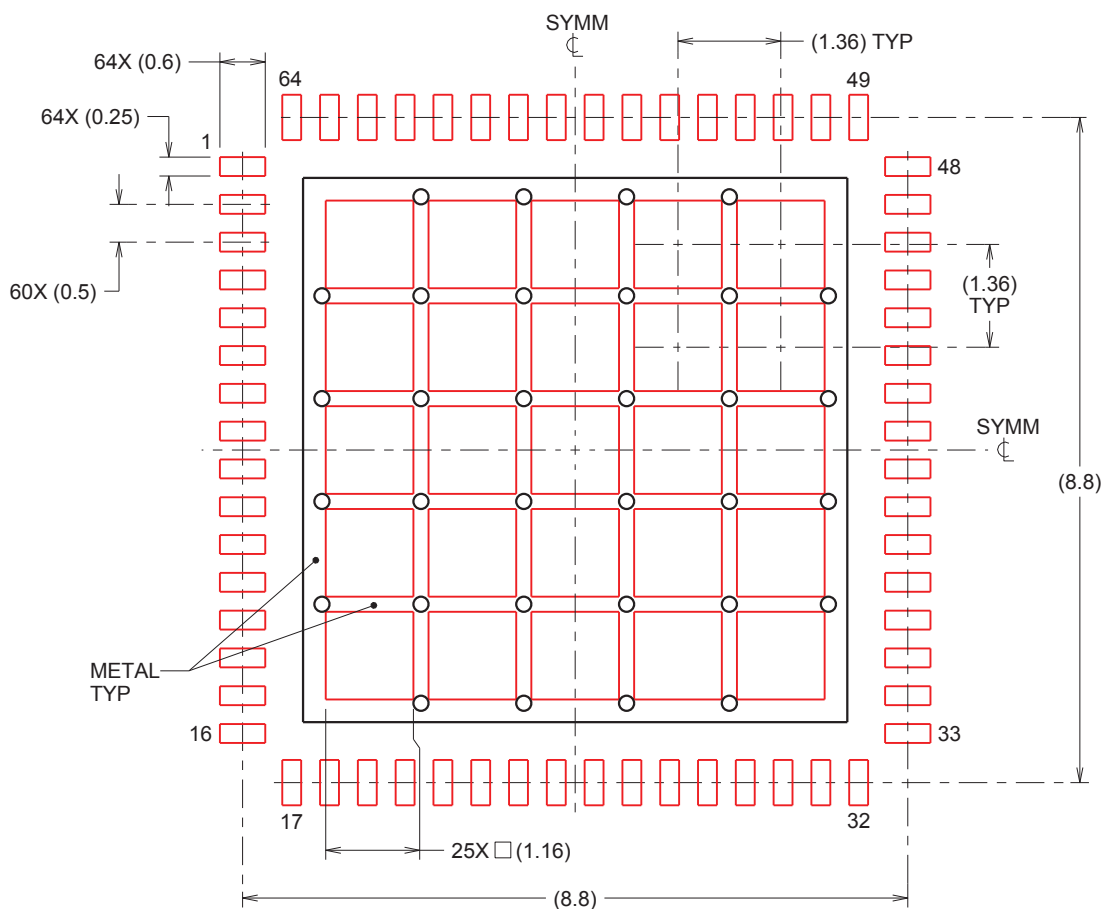 SYMM
(1.36) TYP
64X (0.6)
64
49
64X (0.25)
1
48
60X (0.5)
(1.36)
TYP
SYMM
(8.8)
METAL
TYP
16
33
17
32
25X □ (1.16)
(8.8)